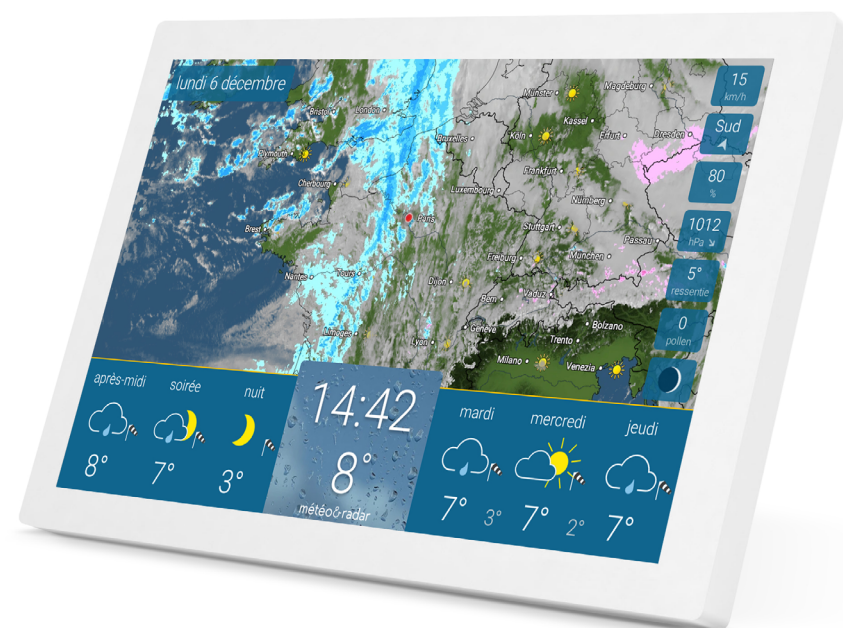 lundi 6 décembre
15
km/h
Sud
80
%
1012
hPa
5°
ressentie
0
pollen
Bristol
London
Plymouth
Cherbourg
Brest
Nantes
Tours
Limoges
Paris
Bruxelles
Luxembourg
Dijon
Lyon
Genève
Münster
Magdeburg
Kassel
Köln
Erfurt
Dresden
Frankfurt
Nürnberg
Stuttgart
Passau
Freiburg
München
Bern
Vaduz
Bolzano
Trento
Milano
Venezia
après-midi
8°
soirée
7°
nuit
3°
14:42
8°
météo&radar
mardi
7° 3°
mercredi
7° 2°
jeudi
7°